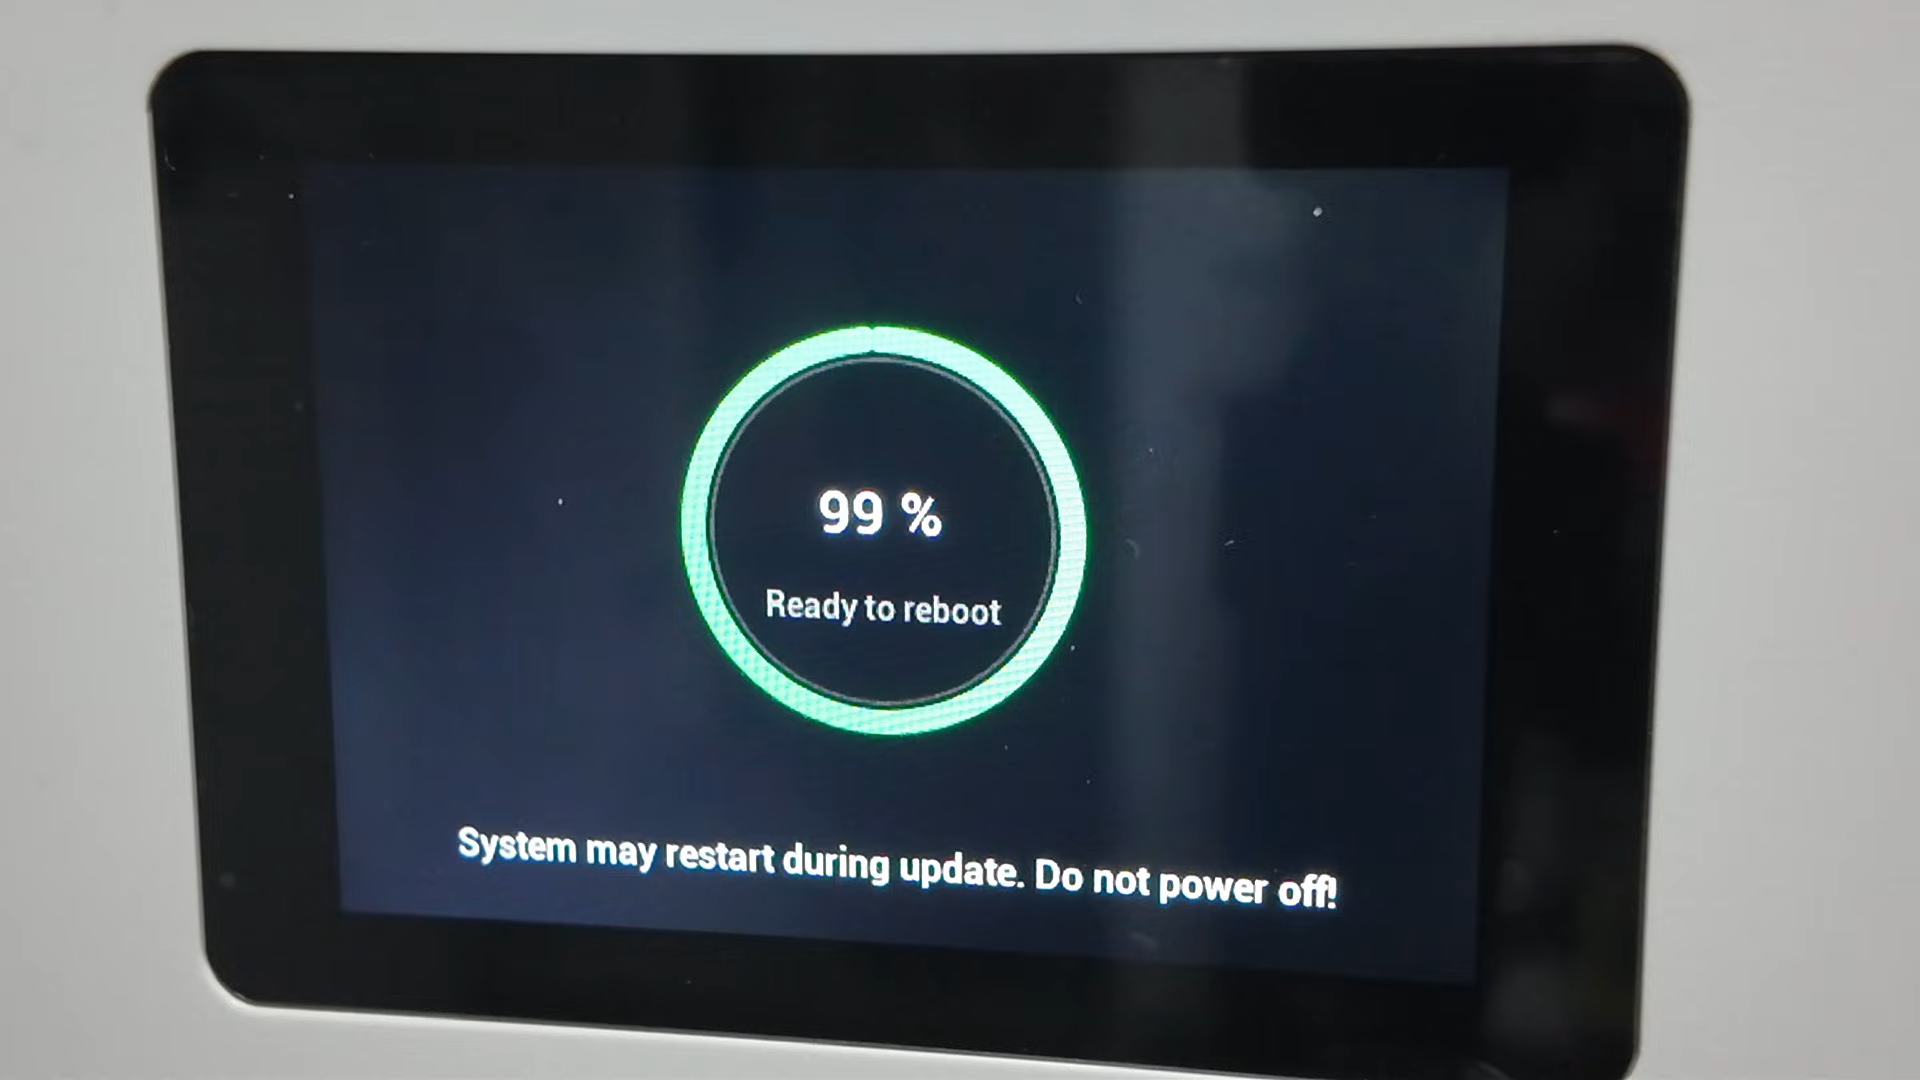 99 %
Ready to reboot
System may restart during update. Do not power off!